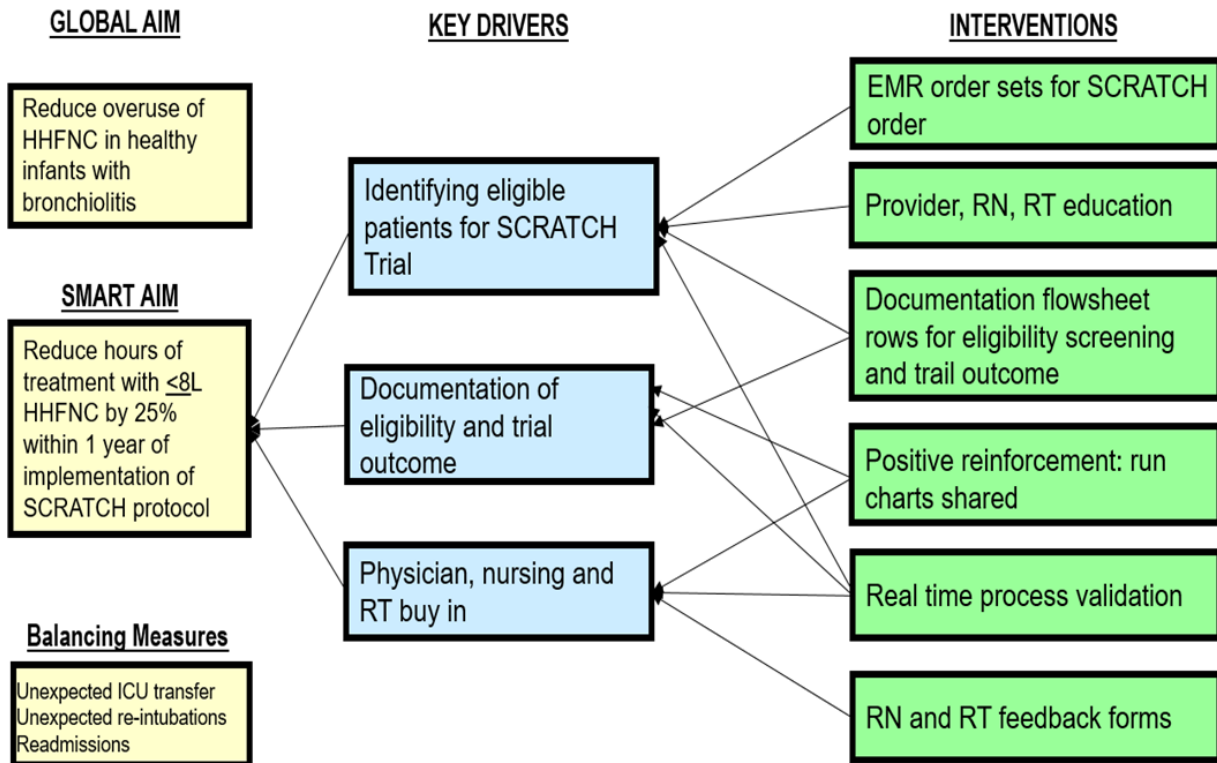 GLOBAL AIM
Reduce overuse of
HHFNC in healthy
infants with
bronchiolitis
SMART AIM
Reduce hours of
treatment with <8L
HHFNC by 25%
within 1 year of
implementation of
SCRATCH protocol
Balancing Measures
Unexpected ICU transfer
Unexpected re-intubations
Readmissions
KEY DRIVERS
Identifying eligible
patients for SCRATCH
Trial
Documentation of
eligibility and trial
outcome
Physician, nursing and
RT buy in
INTERVENTIONS
EMR order sets for SCRATCH
order
Provider, RN, RT education
Documentation flowsheet
rows for eligibility screening
and trail outcome
Positive reinforcement: run
charts shared
Real time process validation
RN and RT feedback forms